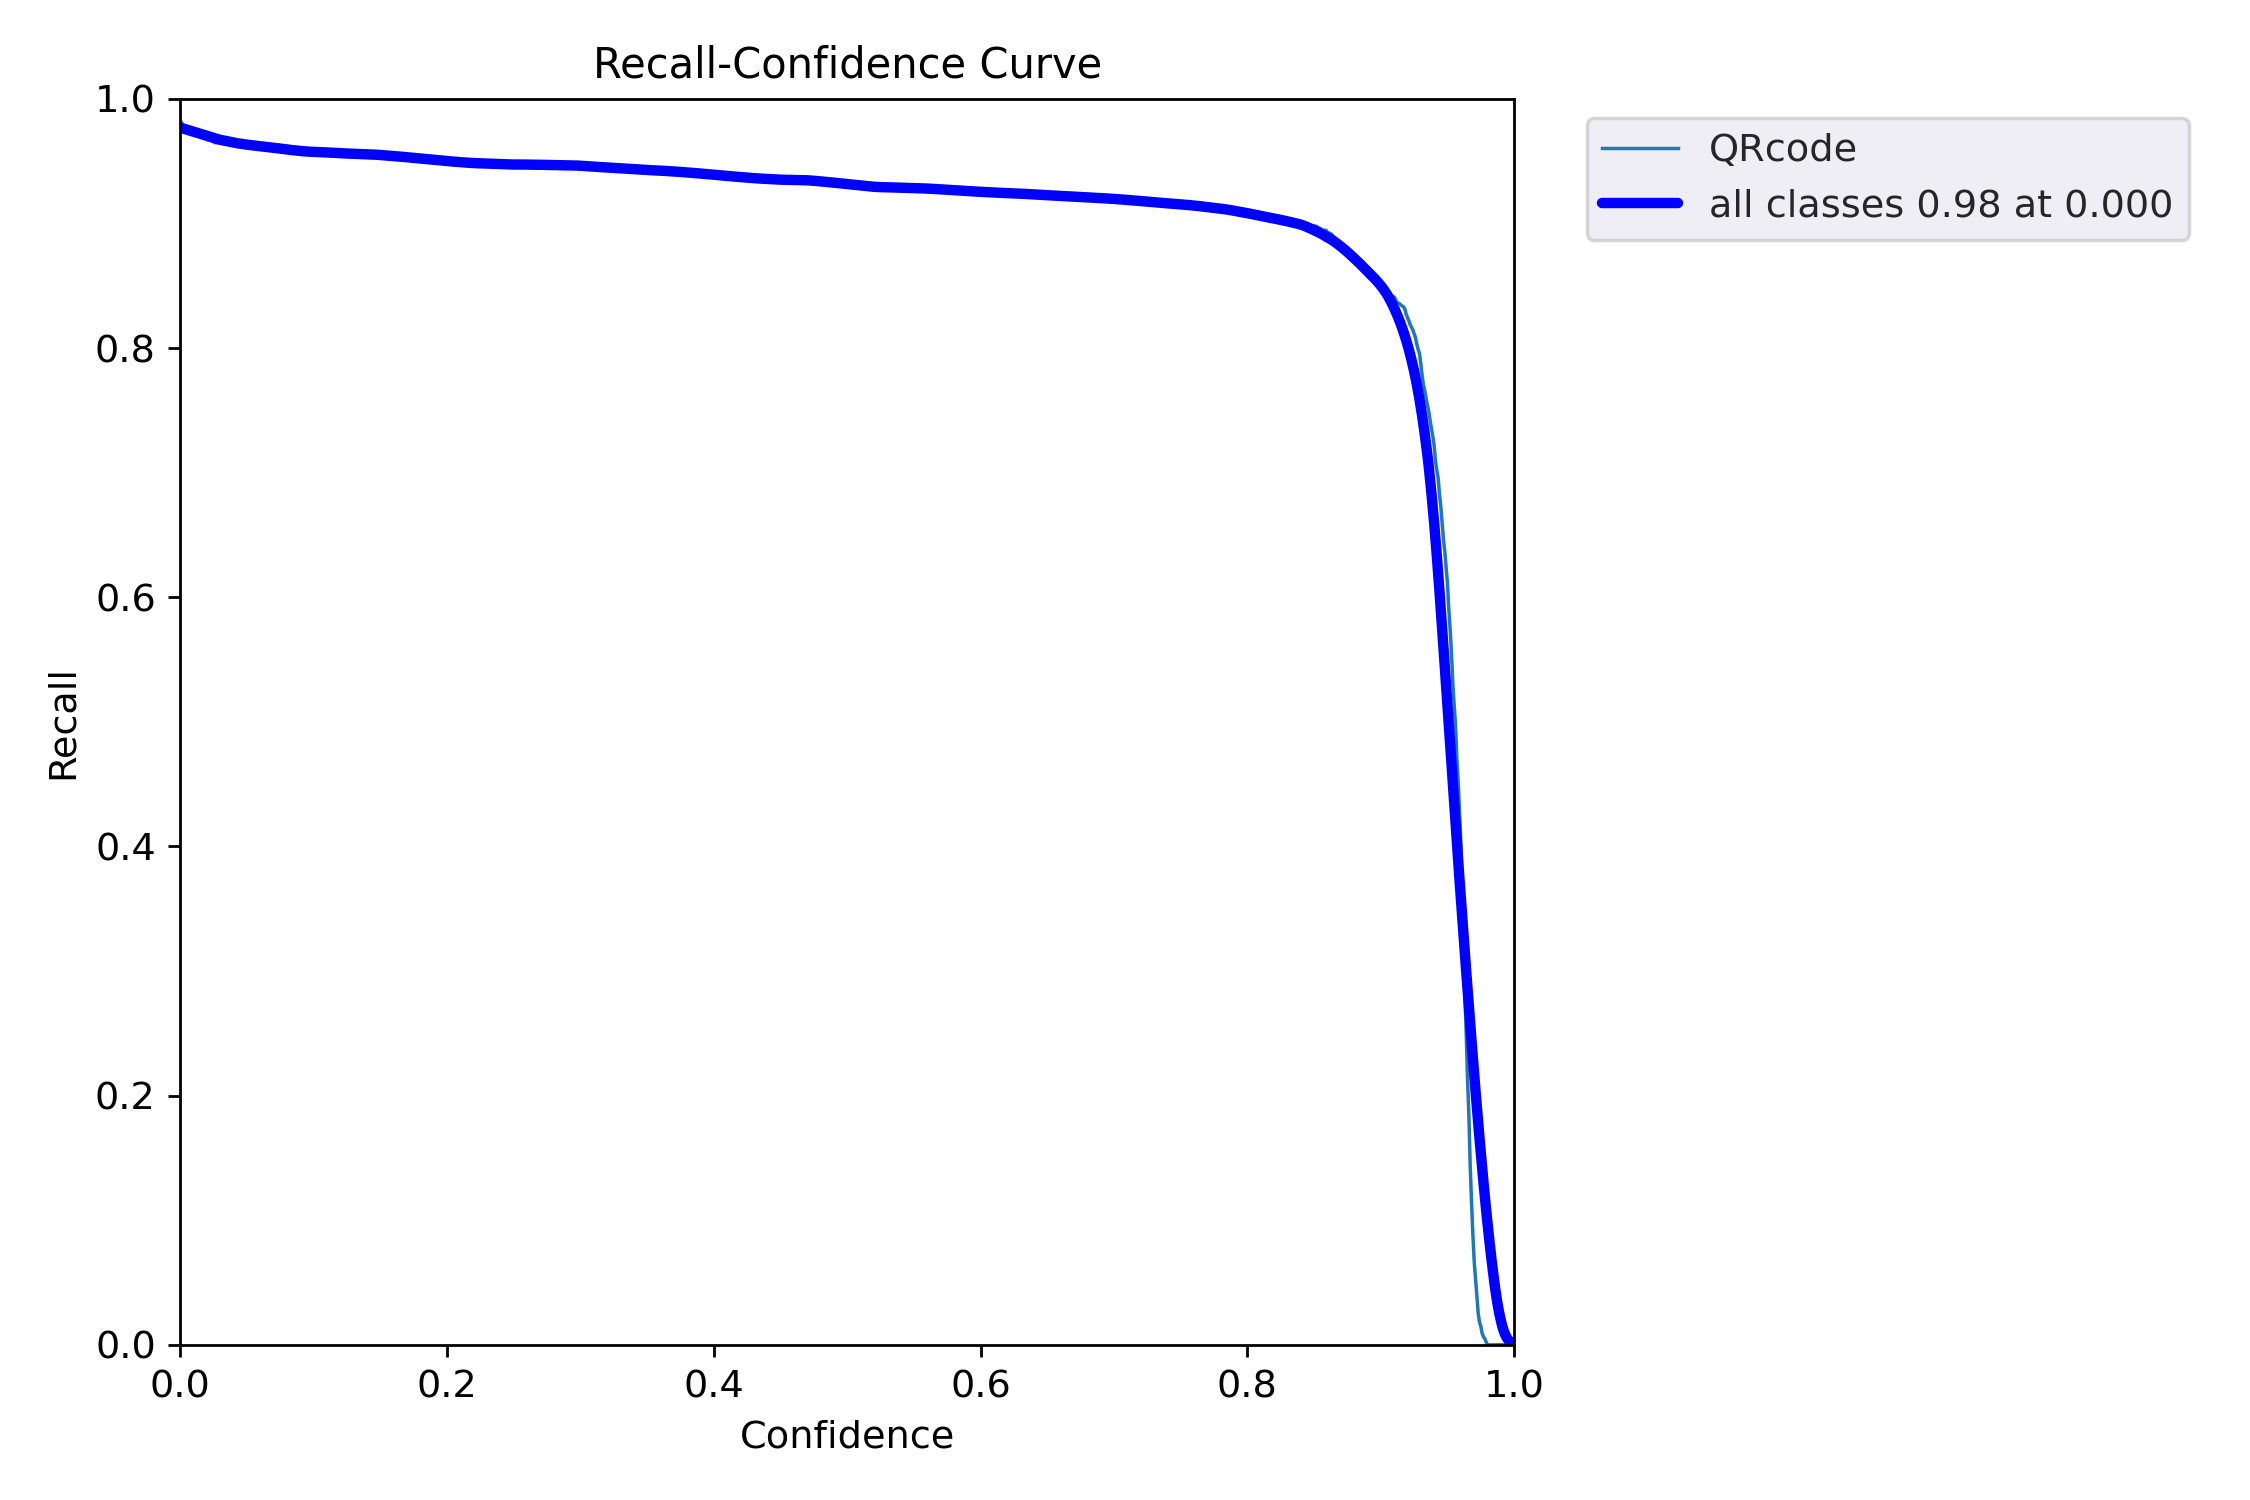 Recall-Confidence Curve
1.0
0.8
0.6
0.4
0.2
0.0
Recall
0.0 0.2 0.4 0.6 0.8 1.0
Confidence
QRcode
all classes 0.98 at 0.000